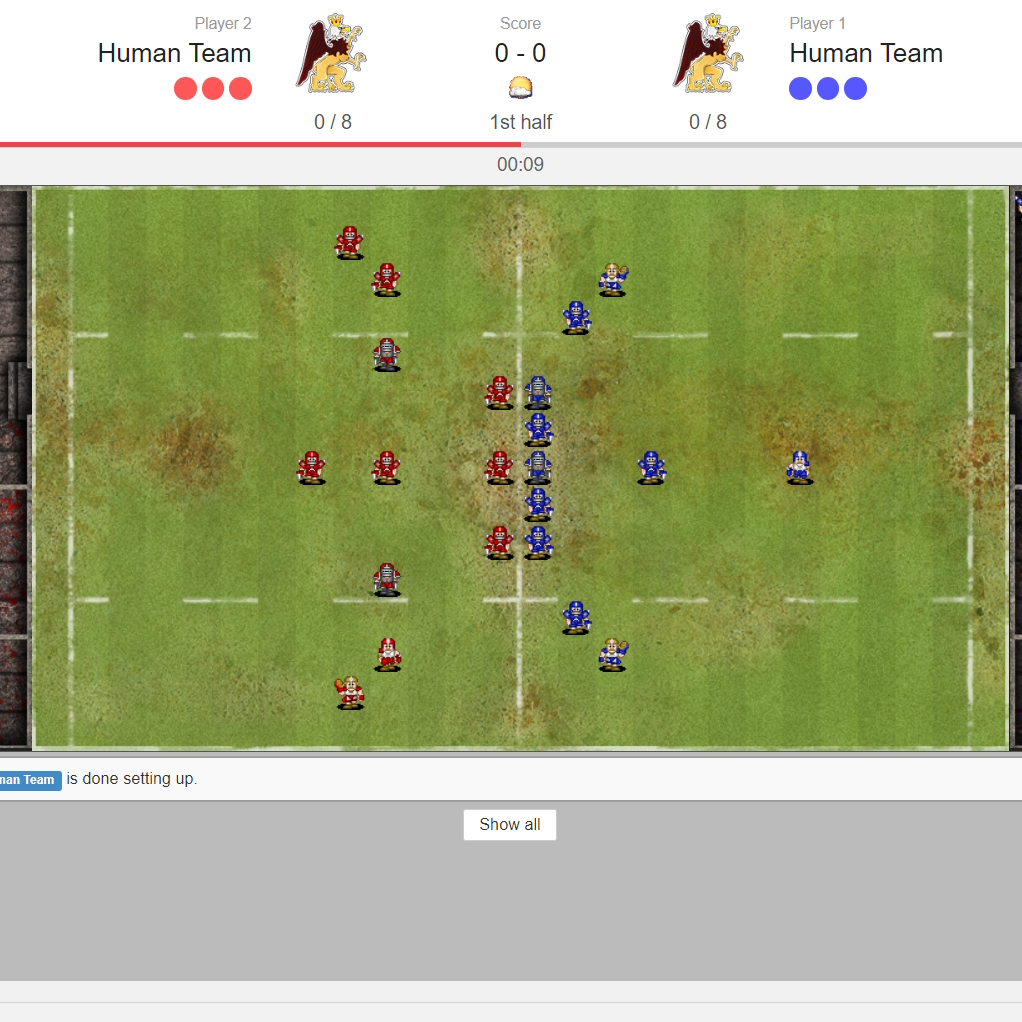 Player 2
Human Team
0 / 8
Score
0 - 0
1st half
Player 1
Human Team
0 / 8
00:09
man Team is done setting up.
Show all